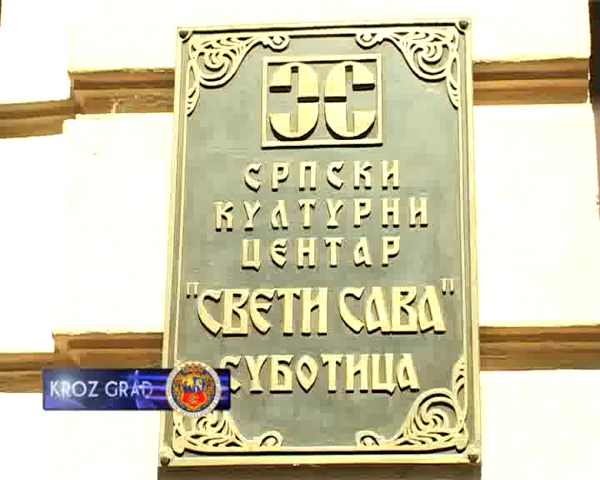 СРПСКИ
КУЛТУРНИ
ЦЕНТАР
"СВЕТИ САВА"
СУБОТИЦА
KROZ GRAD